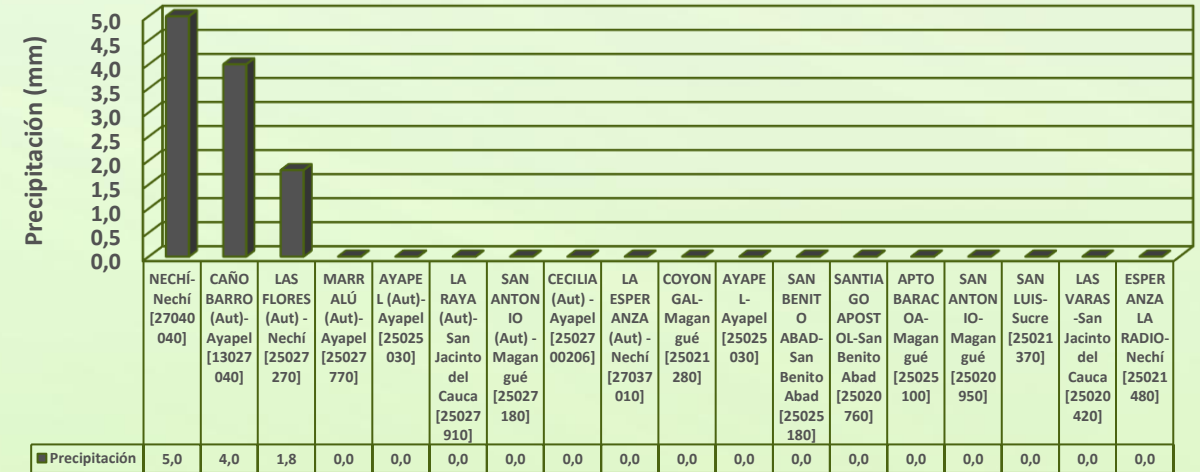 Precipitación (mm)
5,0
4,5
4,0
3,5
3,0
2,5
2,0
1,5
1,0
0,5
0,0
NECHÍ-
Nechí
[27040
040]
CAÑO
BARRO
(Aut)-
Ayapel
[13027
040]
LAS
FLORES
(Aut) -
Nechí
[25027
270]
MARR
ALÚ
(Aut)-
Ayapel
[25027
770]
AYAPE
L (Aut)-
Ayapel
[25025
030]
LA
RAYA
(Aut)-
San
Jacinto
del
Cauca
[25027
910]
SAN
ANTON
IO
(Aut) -
Magan
gué
[25027
180]
CECILIA
(Aut) -
Ayapel
[25027
00206]
LA
ESPER
ANZA
(Aut) -
Nechí
[27037
010]
COYON
GAL-
Magan
gué
[25021
280]
AYAPE
L-
Ayapel
[25025
030]
SAN
BENIT
O
ABAD-
San
Benito
Abad
[25025
180]
SANTIA
GO
APOST
OL-San
Benito
Abad
[25020
760]
APTO
BARAC
OA-
Magan
gué
[25025
100]
SAN
ANTON
IO-
Magan
gué
[25020
950]
SAN
LUIS-
Sucre
[25021
370]
LAS
VARAS
-San
Jacinto
del
Cauca
[25020
420]
ESPER
ANZA
LA
RADIO-
Nechí
[25021
480]
Precipitación 5,0 4,0 1,8 0,0 0,0 0,0 0,0 0,0 0,0 0,0 0,0 0,0 0,0 0,0 0,0 0,0 0,0 0,0